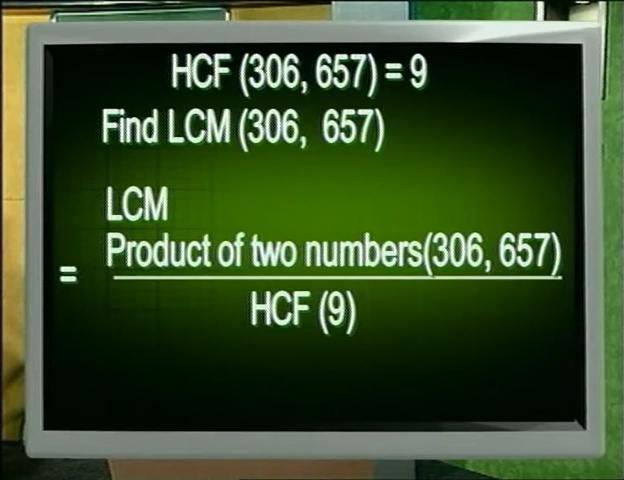 HCF (306, 657) = 9
Find LCM (306, 657)
LCM
= Product of two numbers(306, 657)
HCF (9)